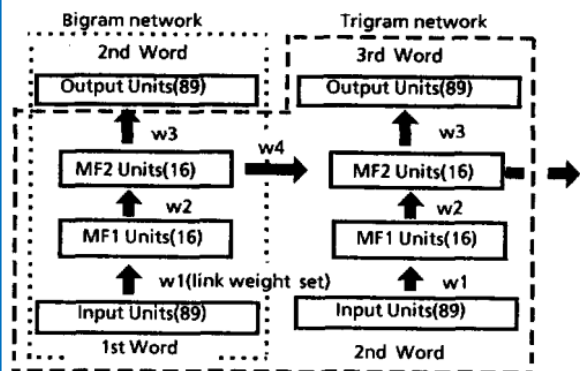 Bigram network
Trigram network
2nd Word
3rd Word
Output Units(89)
Output Units(89)
w3
w4
w3
MF2 Units(16)
MF2 Units(16)
w2
w2
MF1 Units(16)
MF1 Units(16)
w1(link weight set)
w1
Input Units(89)
Input Units(89)
1st Word
2nd Word